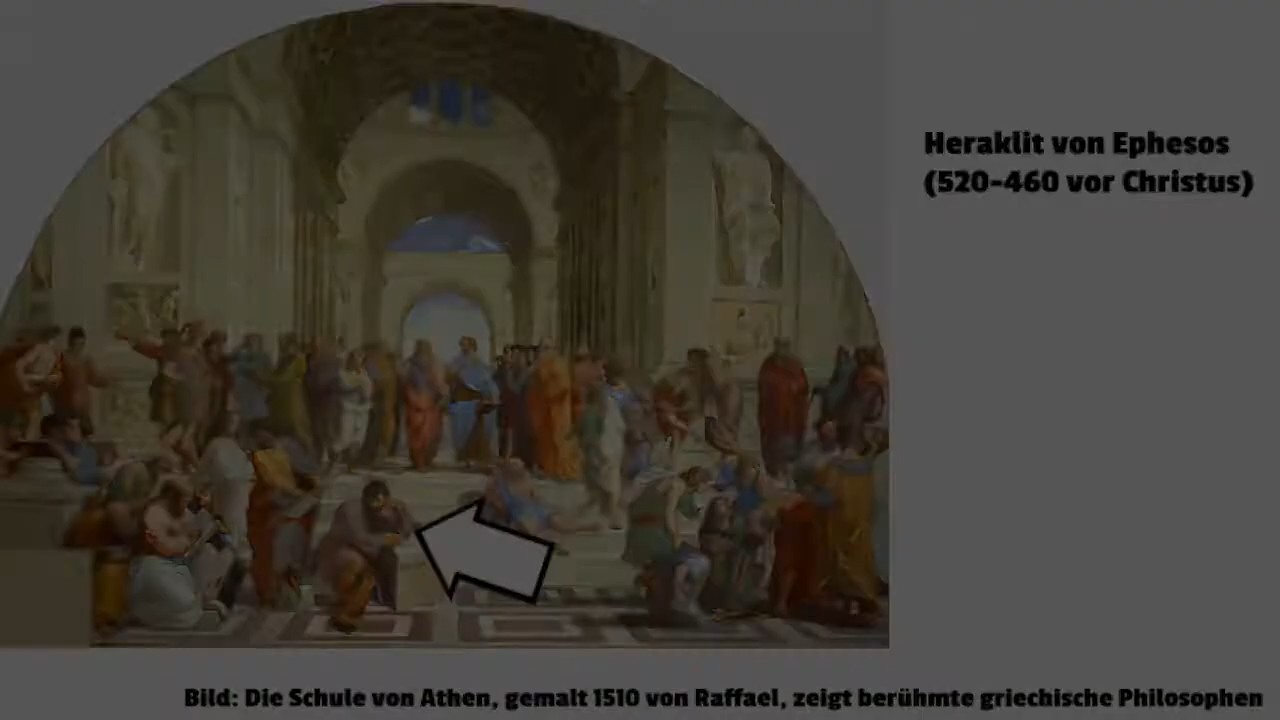 Heraklit von Ephesos
(520-460 vor Christus)
Bild: Die Schule von Athen, gemalt 1510 von Raffael, zeigt berühmte griechische Philosophen